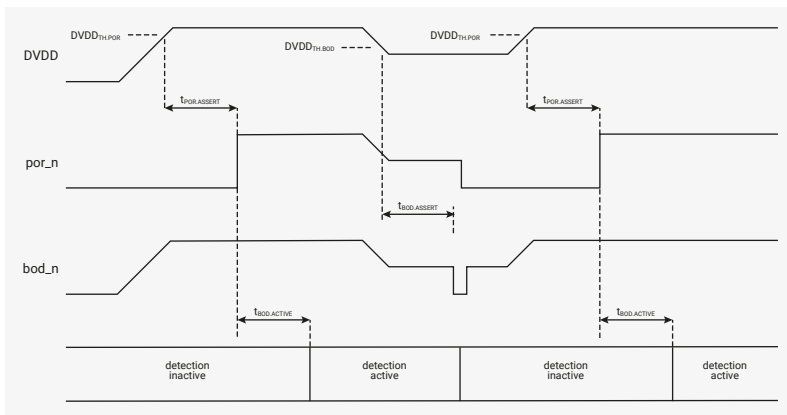 DVDD
DVDDTH.POR
DVDDTH.BOD
DVDDTH.POR
tPOR.ASSERT
tPOR.ASSERT
por_n
tBOD.ASSERT
bod_n
tBOD.ACTIVE
tBOD.ACTIVE
detection
inactive
detection
active
detection
inactive
detection
active